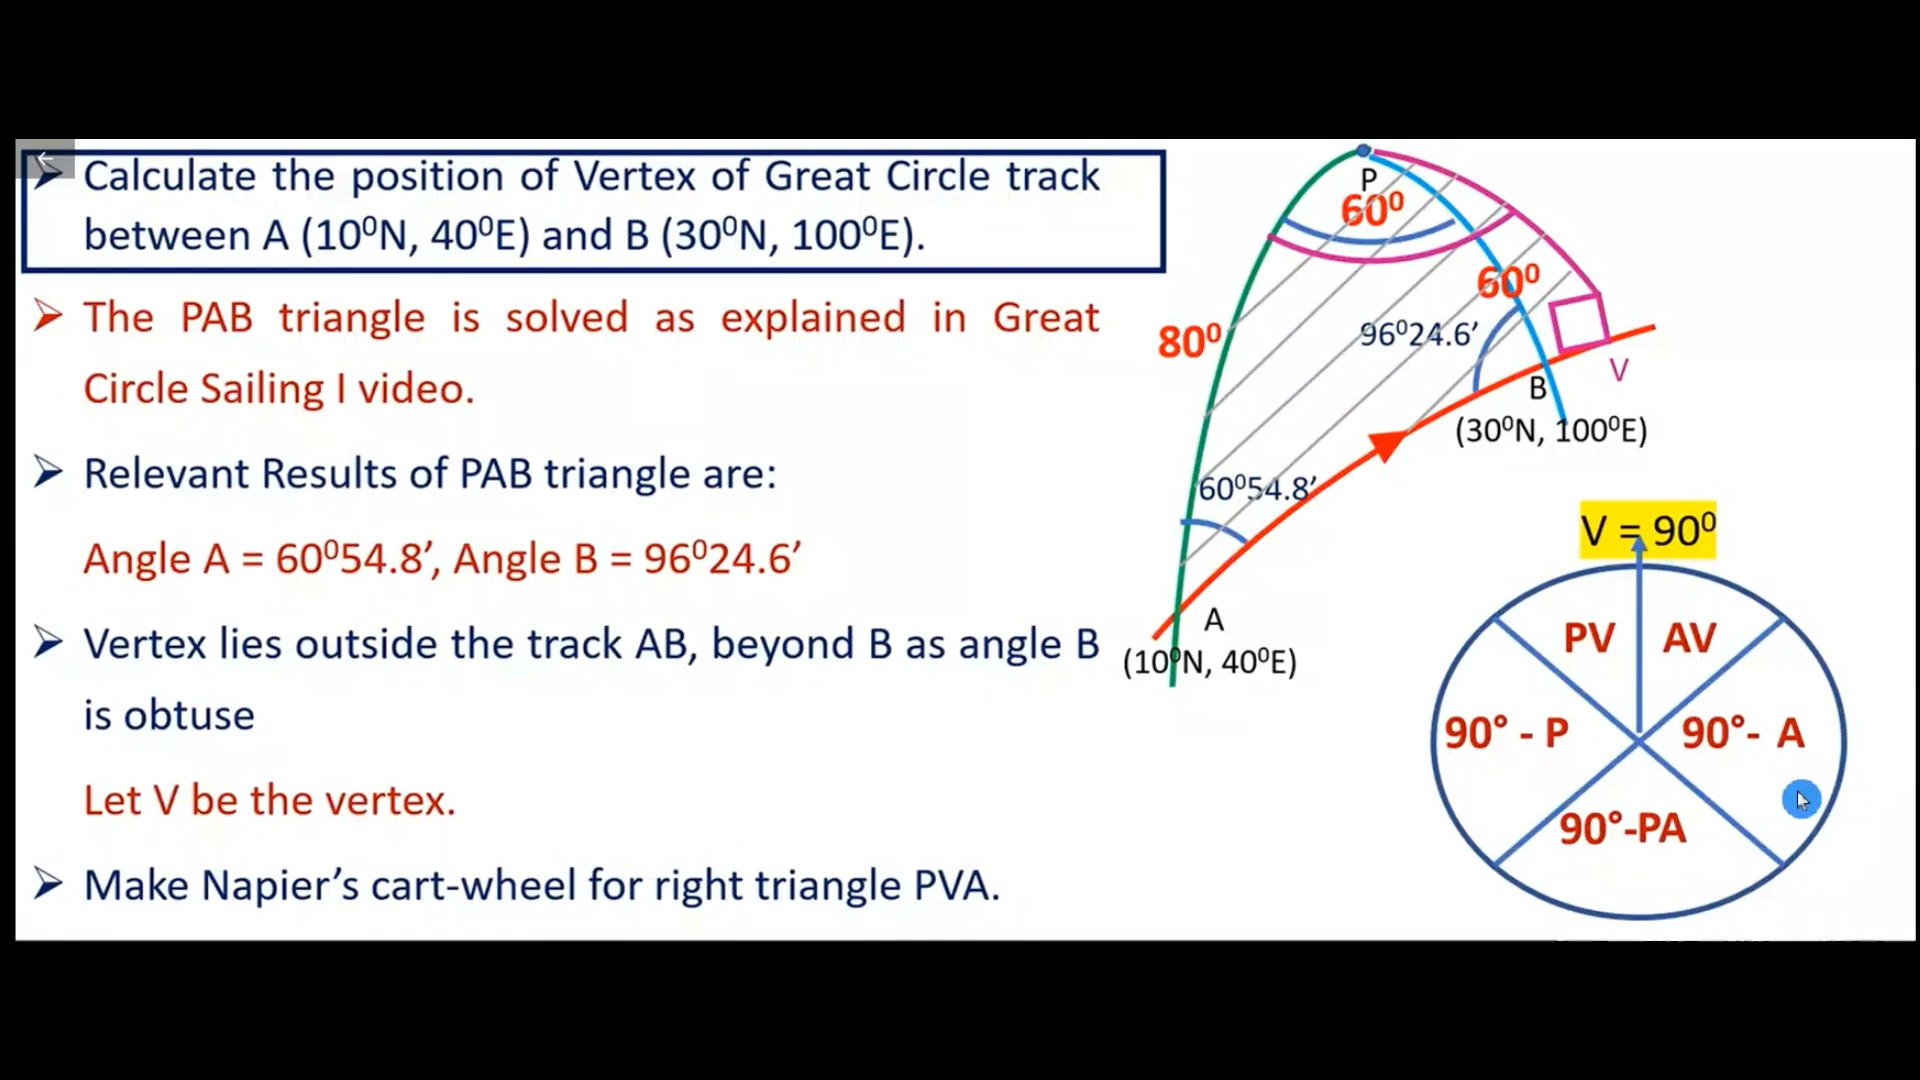 ➢ Calculate the position of Vertex of Great Circle track
between A (10⁰N, 40⁰E) and B (30⁰N, 100⁰E).
➢ The PAB triangle is solved as explained in Great
Circle Sailing I video.
➢ Relevant Results of PAB triangle are:
Angle A = 60⁰54.8’, Angle B = 96⁰24.6’
➢ Vertex lies outside the track AB, beyond B as angle B
is obtuse
Let V be the vertex.
➢ Make Napier’s cart-wheel for right triangle PVA.
P
60⁰
60⁰
80⁰
96⁰24.6’
V
B
(30⁰N, 100⁰E)
60⁰54.8’
A
(10⁰N, 40⁰E)
V = 90⁰
PV AV
90° - P 90°- A
90°-PA